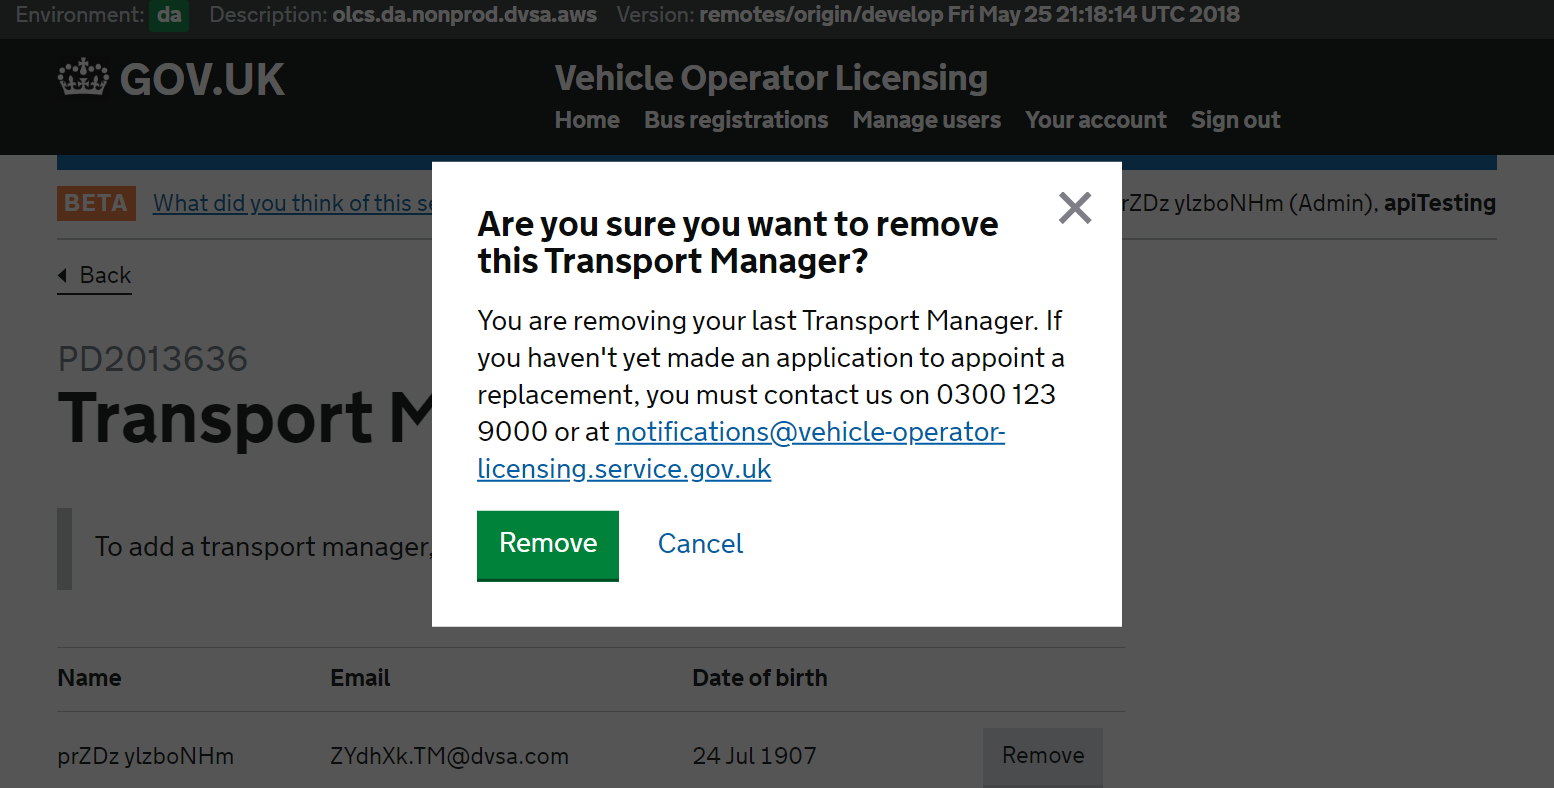 Environment: da Description: olcs.da.nonprod.dvsa.aws Version: remotes/origin/develop Fri May 25 21:18:14 UTC 2018
GOV.UK
Vehicle Operator Licensing
Home Bus registrations Manage users Your account Sign out
BETA What did you think of this rZDz ylzboNHm (Admin), apiTesting
Back
Are you sure you want to remove
this Transport Manager?
You are removing your last Transport Manager. If
you haven't yet made an application to appoint a
replacement, you must contact us on 0300 123
9000 or at notifications@vehicle-operator-
licensing.service.gov.uk
Remove Cancel
PD2013636
Transport M
To add a transport manager,
Name Email Date of birth
prZDz ylzboNHm ZYdhXk.TM@dvsa.com 24 Jul 1907 Remove